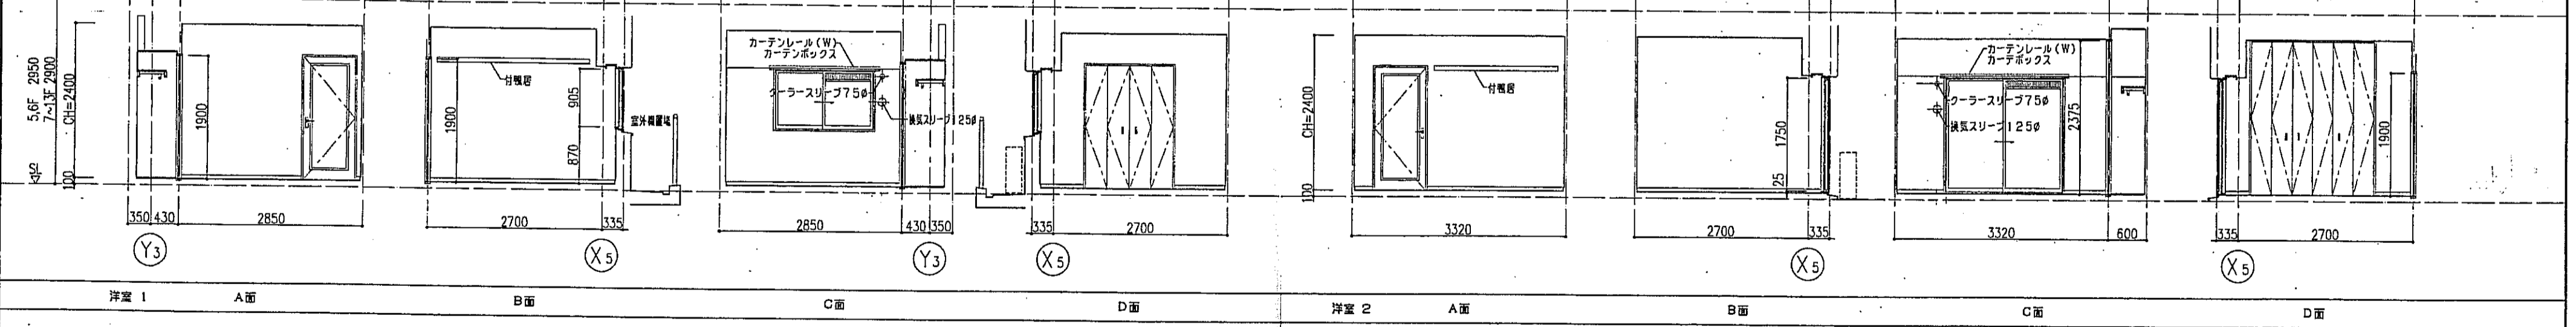 5,6F 2950
7~13F 2900
CH=2400
100
1900
350 430 2850
Y3
付鴨居
1900
905
870
室外機置場
2700 335
X5
カーテンレール(W)
カーテンボックス
クーラースリーブ75φ
換気スリーブ125φ
2850 430 350
Y3
335 2700
X5
CH=2400
100
付鴨居
3320
1750
25
2700 335
X5
カーテンレール(W)
カーテボックス
クーラースリーブ75φ
換気スリーブ125φ
2375
3320 600
1900
335 2700
X5
洋室 1 A面 B面 C面 D面
洋室 2 A面 B面 C面 D面